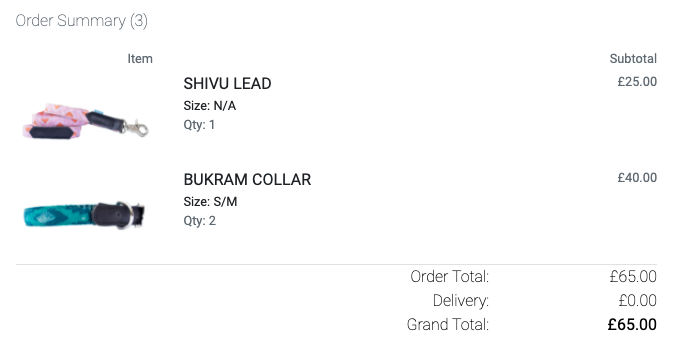 Order Summary (3)
Item Subtotal
SHIVU LEAD £25.00
Size: N/A
Qty: 1
BUKRAM COLLAR £40.00
Size: S/M
Qty: 2
Order Total: £65.00
Delivery: £0.00
Grand Total: £65.00